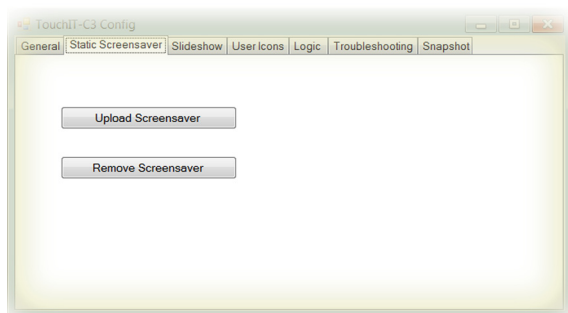 TouchIT-C3 Config
General Static Screensaver Slideshow User Icons Logic Troubleshooting Snapshot
Upload Screensaver
Remove Screensaver